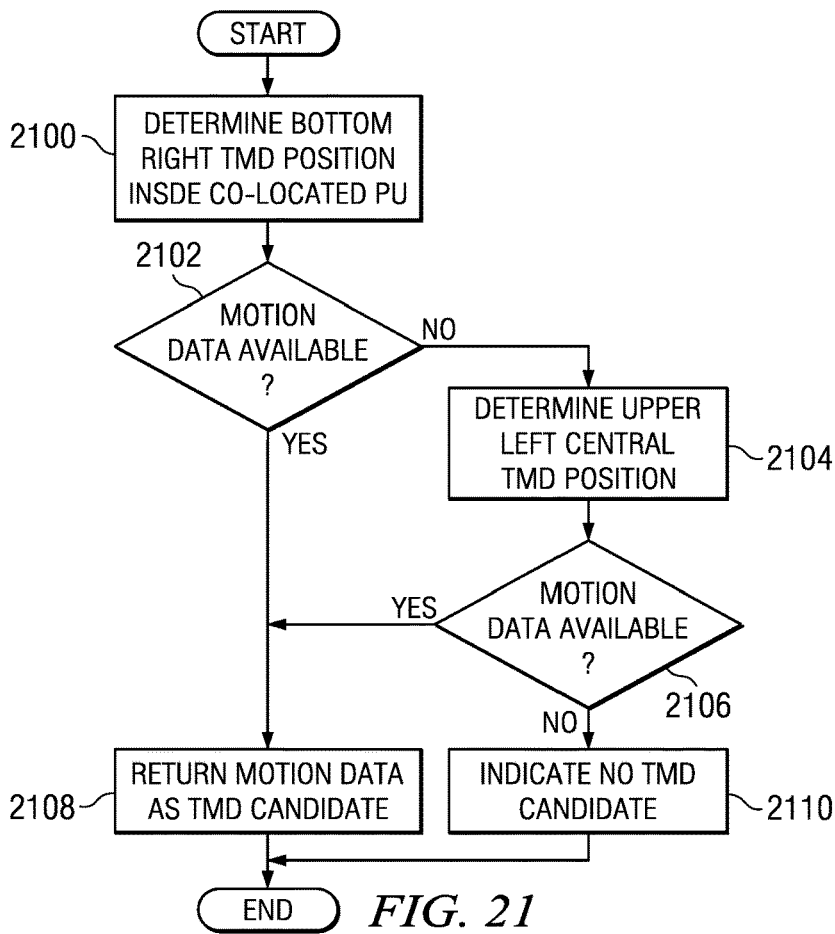 START
2100
DETERMINE BOTTOM
RIGHT TMD POSITION
INSDE CO-LOCATED PU
2102
MOTION
DATA AVAILABLE
?
NO
YES
DETERMINE UPPER
LEFT CENTRAL
TMD POSITION
2104
YES
MOTION
DATA AVAILABLE
?
2106
NO
2108
RETURN MOTION DATA
AS TMD CANDIDATE
INDICATE NO TMD
CANDIDATE
2110
END
FIG. 21